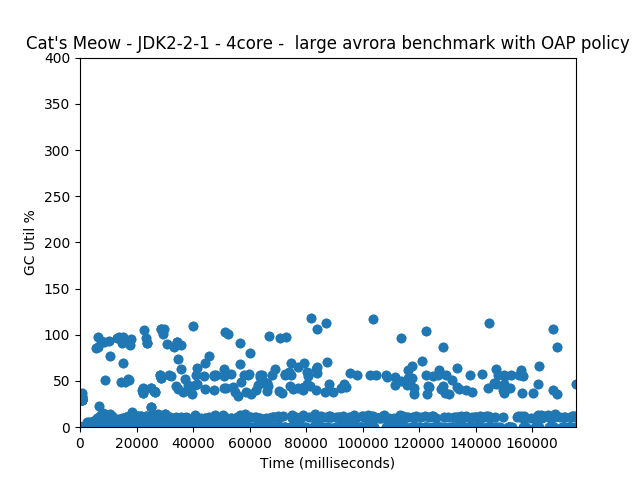 Cat's Meow - JDK2-2-1 - 4core -  large avrora benchmark with OAP policy
400
350
300
250
200
150
100
50
0
GC Util %
0 20000 40000 60000 80000 100000 120000 140000 160000
Time (milliseconds)